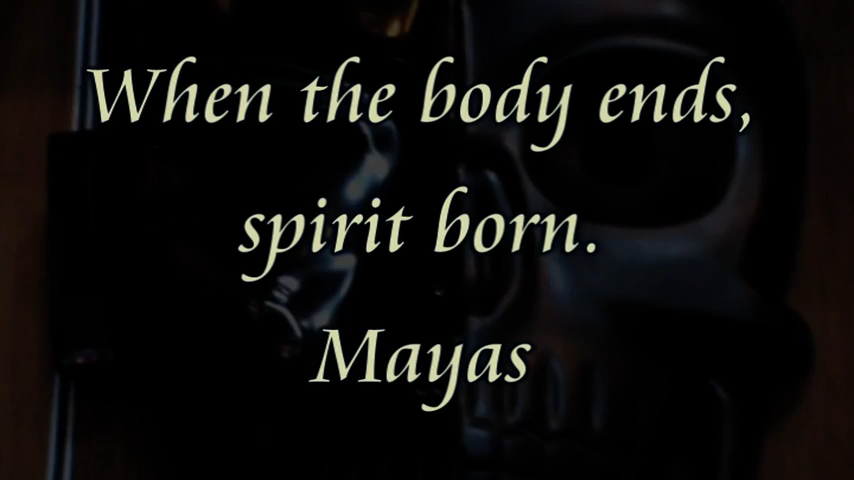 When the body ends,
spirit born.
Mayas